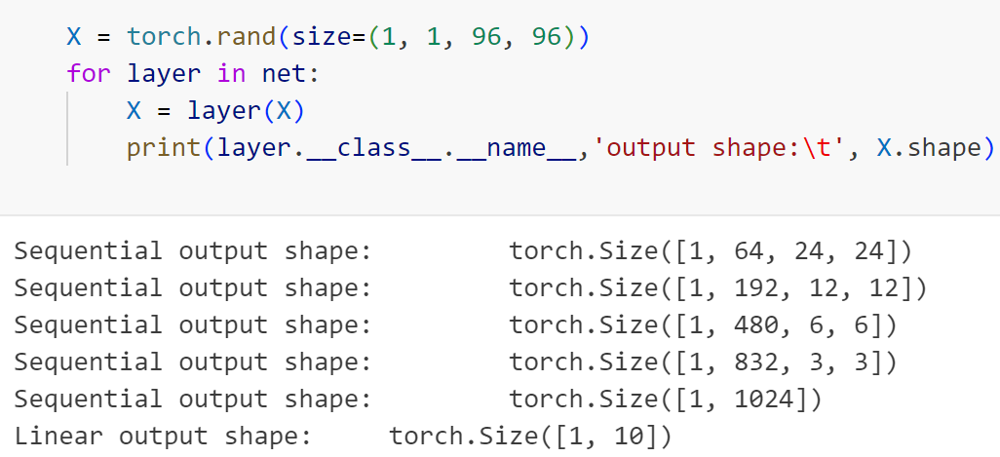 X = torch.rand(size=(1, 1, 96, 96))
for layer in net:
    X = layer(X)
    print(layer.__class__.__name__,'output shape:\t', X.shape)
Sequential output shape:         torch.Size([1, 64, 24, 24])
Sequential output shape:         torch.Size([1, 192, 12, 12])
Sequential output shape:         torch.Size([1, 480, 6, 6])
Sequential output shape:         torch.Size([1, 832, 3, 3])
Sequential output shape:         torch.Size([1, 1024])
Linear output shape:     torch.Size([1, 10])